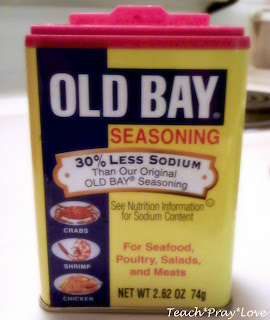 OLD BAY®
SEASONING
30% LESS SODIUM
Than Our Original
OLD BAY® Seasoning
See Nutrition Information
for Sodium Content
CRABS
SHRIMP
CHICKEN
For Seafood,
Poultry, Salads,
and Meats
NET WT 2.62 OZ 74g
Teach*Pray*Love